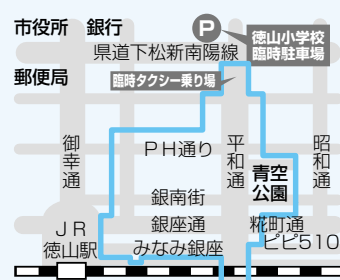 市役所 銀行
P
徳山小学校
臨時駐車場
県道下松新南陽線
郵便局
臨時タクシー乗り場
御幸通
PH通り
平和通
昭和通
青空
公園
銀南街
JR
徳山駅
銀座通
糀町通
みなみ銀座
ピピ510